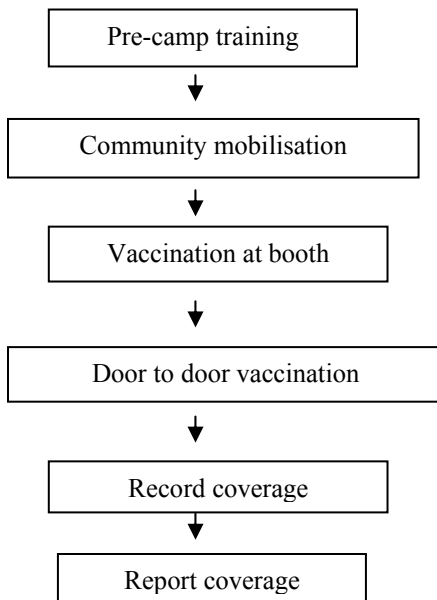 Pre-camp training
Community mobilisation
Vaccination at booth
Door to door vaccination
Record coverage
Report coverage